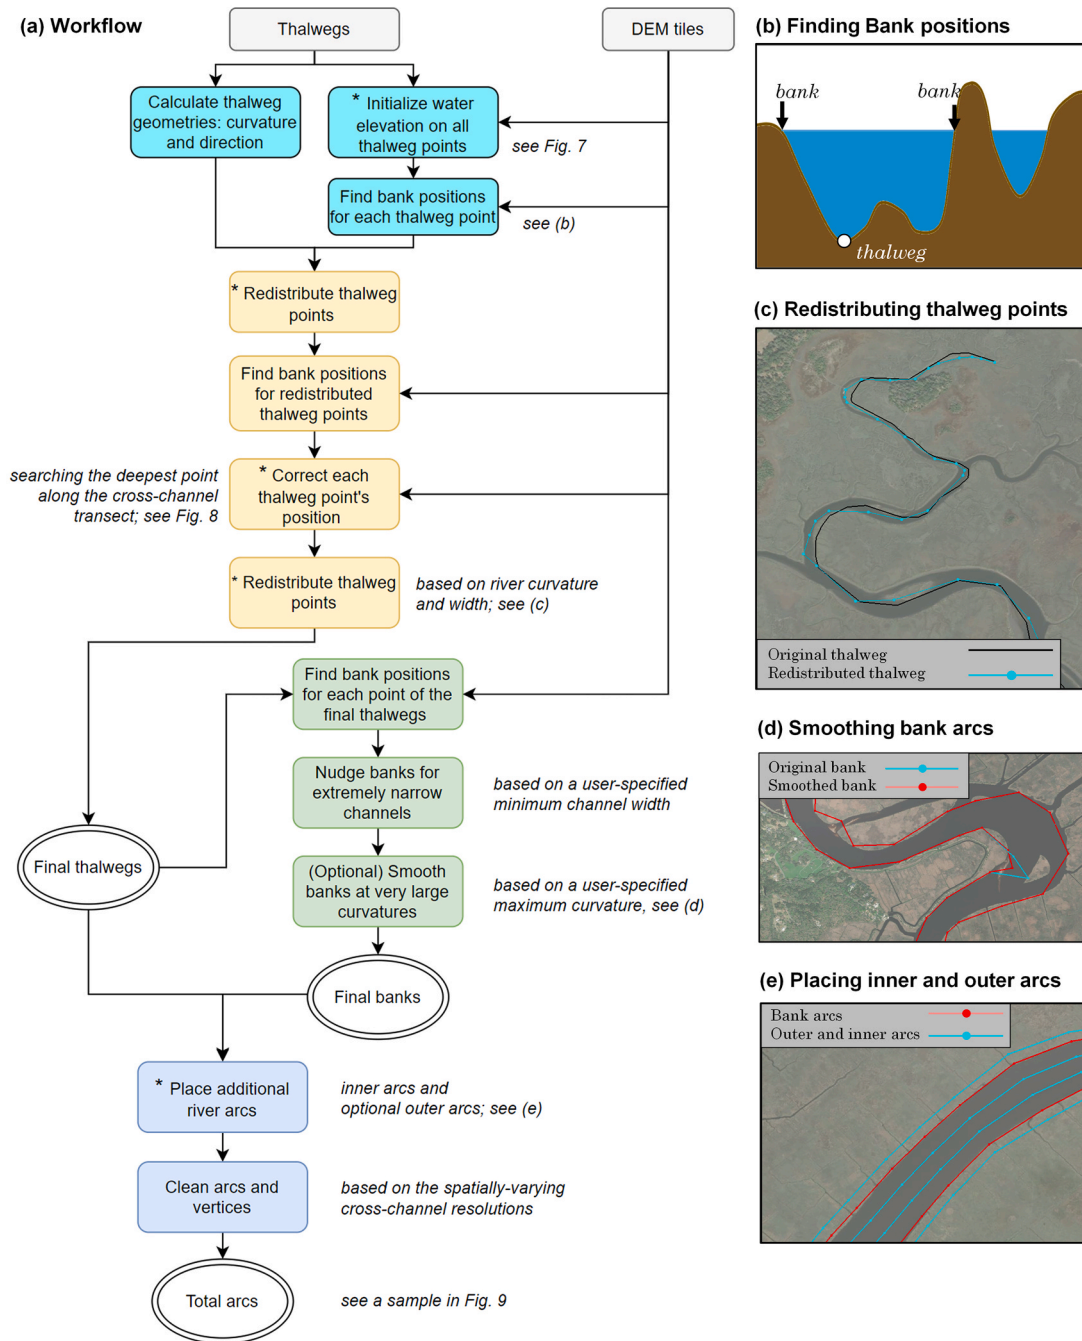 (a) Workflow
Thalwegs
DEM tiles
Calculate thalweg
geometries: curvature
and direction
* Initialize water
elevation on all
thalweg points
see Fig. 7
Find bank positions
for each thalweg point
see (b)
* Redistribute thalweg
points
Find bank positions
for redistributed
thalweg points
searching the deepest point
along the cross-channel
transect; see Fig. 8
* Correct each
thalweg point's
position
* Redistribute thalweg
points
based on river curvature
and width; see (c)
Find bank positions
for each point of the
final thalwegs
Nudge banks for
extremely narrow
channels
based on a user-specified
minimum channel width
Final thalwegs
(Optional) Smooth
banks at very large
curvatures
based on a user-specified
maximum curvature, see (d)
Final banks
* Place additional
river arcs
inner arcs and
optional outer arcs; see (e)
Clean arcs and
vertices
based on the spatially-varying
cross-channel resolutions
Total arcs
see a sample in Fig. 9
(b) Finding Bank positions
bank
bank
thalweg
(c) Redistributing thalweg points
Original thalweg
Redistributed thalweg
(d) Smoothing bank arcs
Original bank
Smoothed bank
(e) Placing inner and outer arcs
Bank arcs
Outer and inner arcs